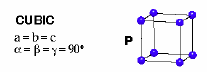 CUBIC
a = b = c
α = β = γ = 90°
P